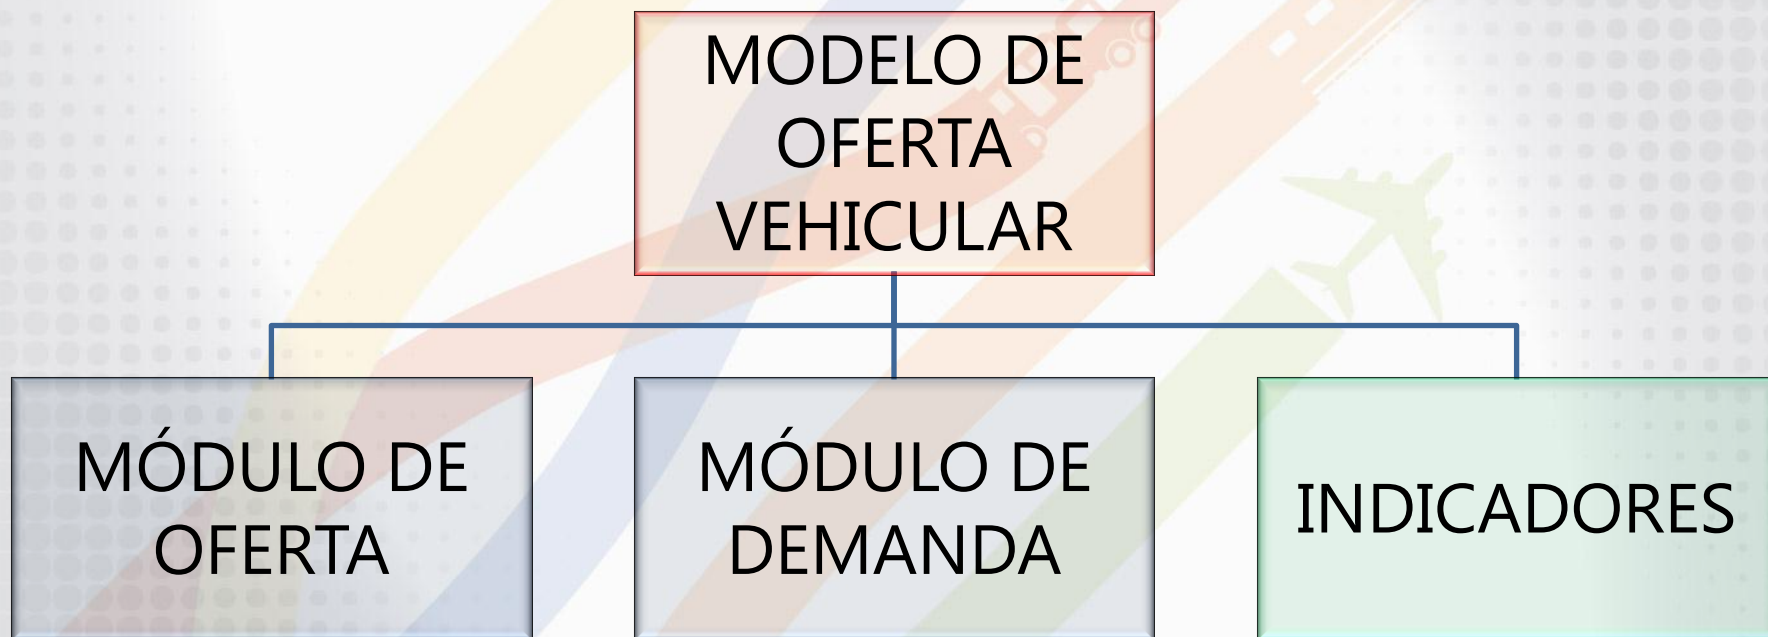 MODELO DE
OFERTA
VEHICULAR
MÓDULO DE
OFERTA
MÓDULO DE
DEMANDA
INDICADORES